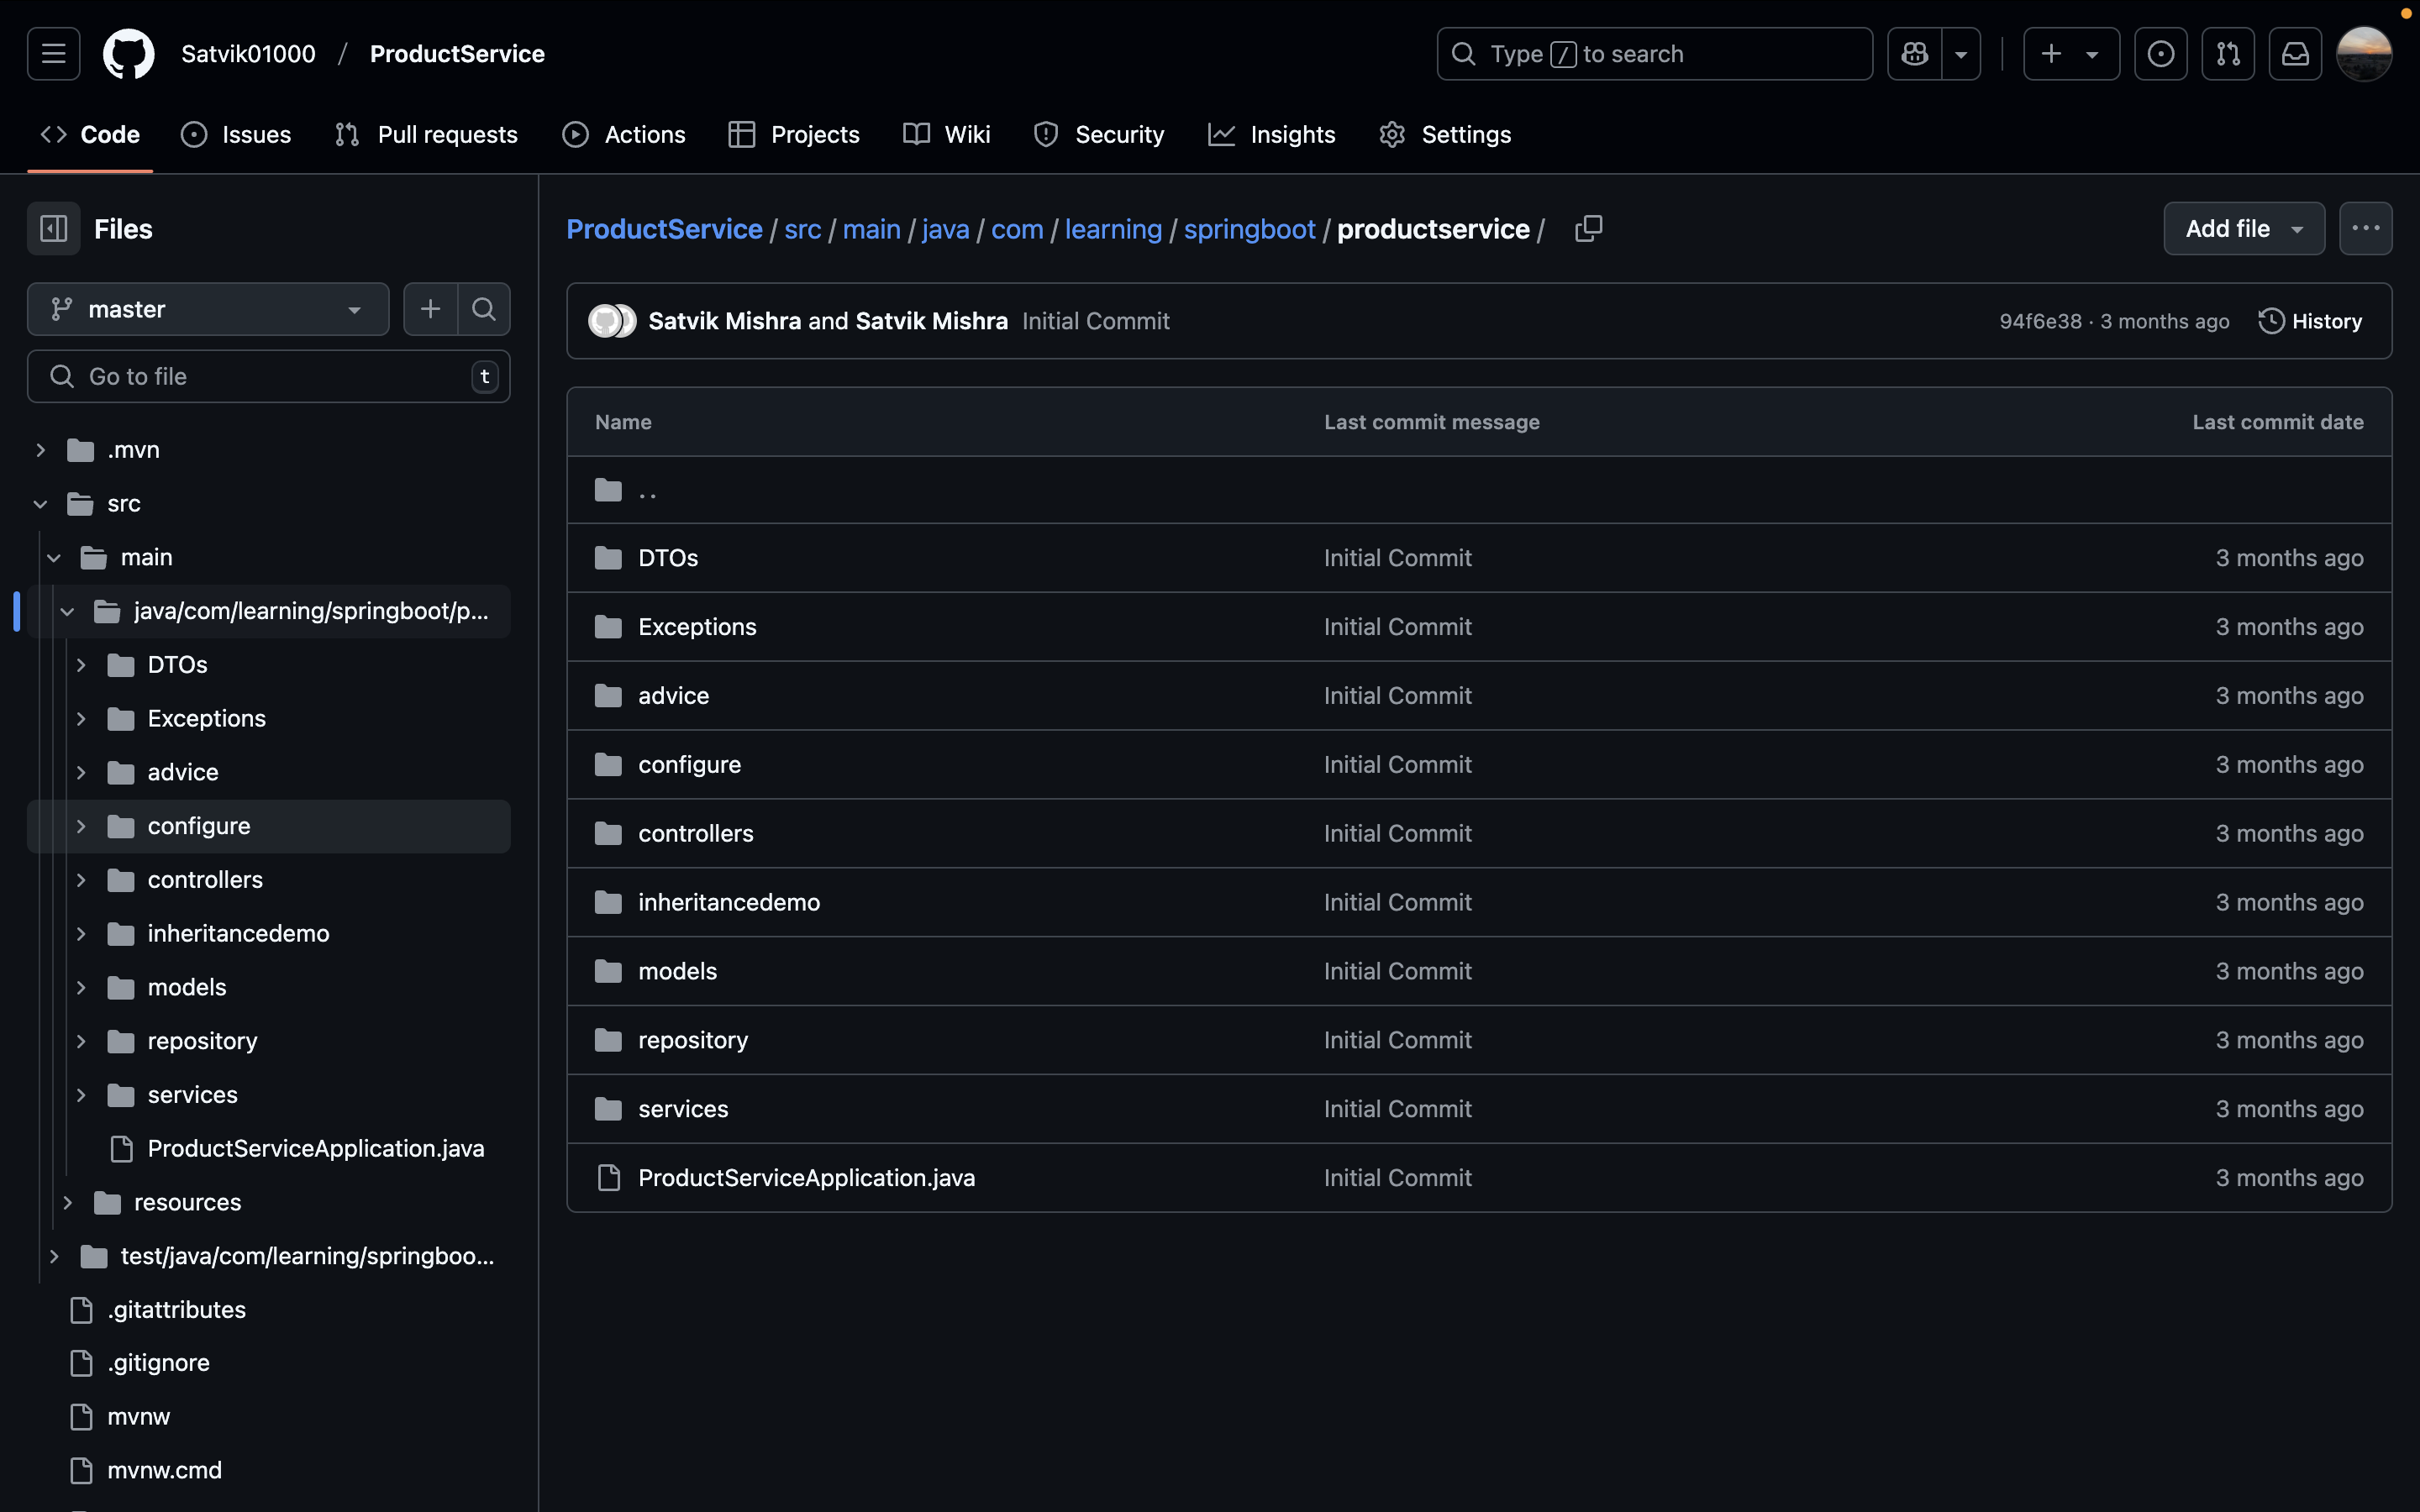 Satvik01000 / ProductService
Type / to search
Code Issues Pull requests Actions Projects Wiki Security Insights Settings
Files
master
Go to file t
.mvn
src
main
java/com/learning/springboot/p...
DTOs
Exceptions
advice
configure
controllers
inheritancedemo
models
repository
services
ProductServiceApplication.java
resources
test/java/com/learning/springboo...
.gitattributes
.gitignore
mvnw
mvnw.cmd
ProductService / src / main / java / com / learning / springboot / productservice /
Add file
Satvik Mishra and Satvik Mishra Initial Commit
94f6e38 · 3 months ago History
Name Last commit message Last commit date
..
DTOs Initial Commit 3 months ago
Exceptions Initial Commit 3 months ago
advice Initial Commit 3 months ago
configure Initial Commit 3 months ago
controllers Initial Commit 3 months ago
inheritancedemo Initial Commit 3 months ago
models Initial Commit 3 months ago
repository Initial Commit 3 months ago
services Initial Commit 3 months ago
ProductServiceApplication.java Initial Commit 3 months ago